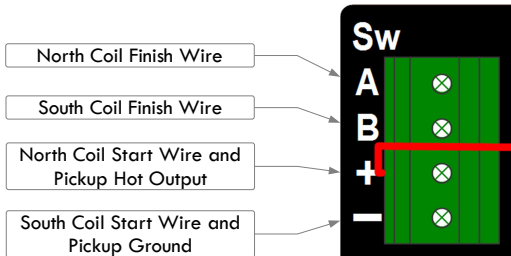 Sw
North Coil Finish Wire
A
South Coil Finish Wire
B
North Coil Start Wire and
Pickup Hot Output
+
South Coil Start Wire and
Pickup Ground
−